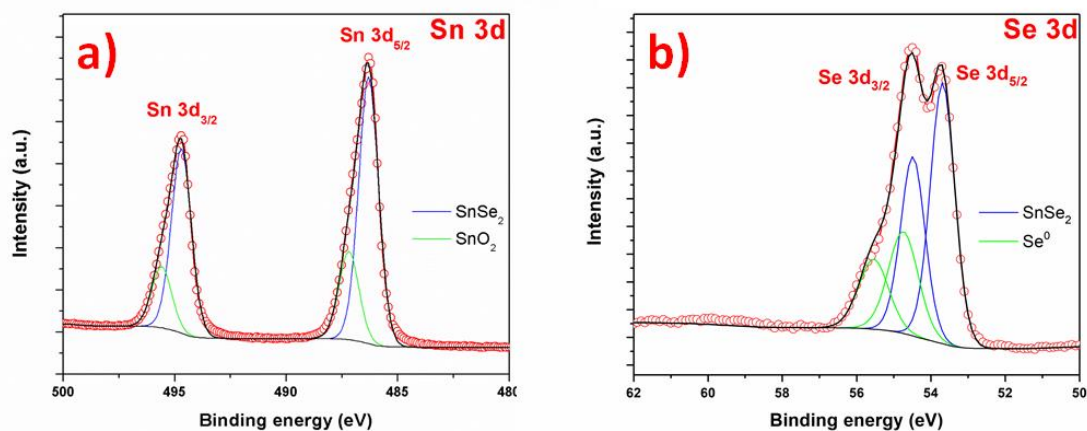 a)
Sn 3d
Sn 3d5/2
Sn 3d3/2
SnSe2
SnO2
Intensity (a.u.)
500 495 490 485 480
Binding energy (eV)
b)
Se 3d
Se 3d3/2
Se 3d5/2
SnSe2
Se0
Intensity (a.u.)
62 60 58 56 54 52 50
Binding energy (eV)